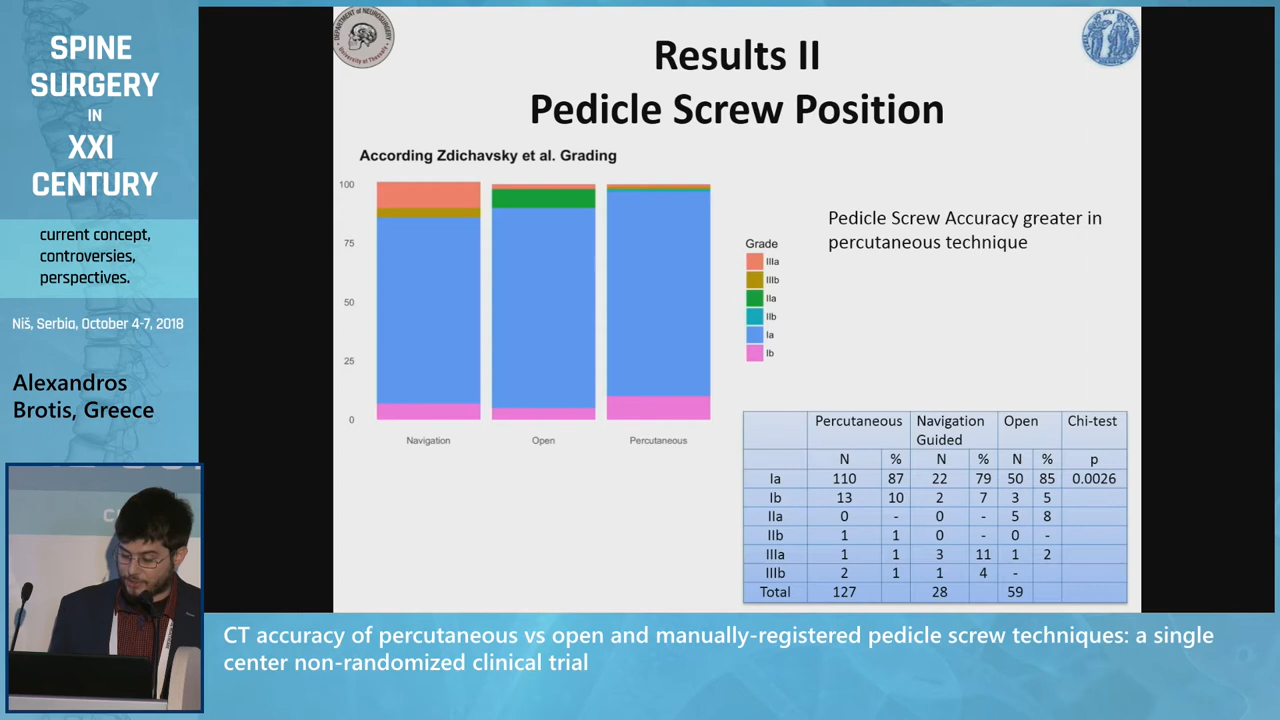 SPINE
SURGERY
IN
XXI
CENTURY
current concept,
controversies,
perspectives.
Niš, Serbia, October 4-7, 2018
Alexandros
Brotis, Greece
DEPARTMENT of NEUROSURGERY
University of Thessaly
Results II
Pedicle Screw Position
According Zdichavsky et al. Grading
100
75
50
25
0
Navigation Open Percutaneous
Grade
IIIa
IIIb
IIa
IIb
Ia
Ib
Pedicle Screw Accuracy greater in
percutaneous technique
Percutaneous Navigation Guided Open Chi-test
N % N % N % p
Ia 110 87 22 79 50 85 0.0026
Ib 13 10 2 7 3 5
IIa 0 - 0 - 5 8
IIb 1 1 0 - 0 -
IIIa 1 1 3 11 1 2
IIIb 2 1 1 4 -
Total 127 28 59
CT accuracy of percutaneous vs open and manually-registered pedicle screw techniques: a single
center non-randomized clinical trial